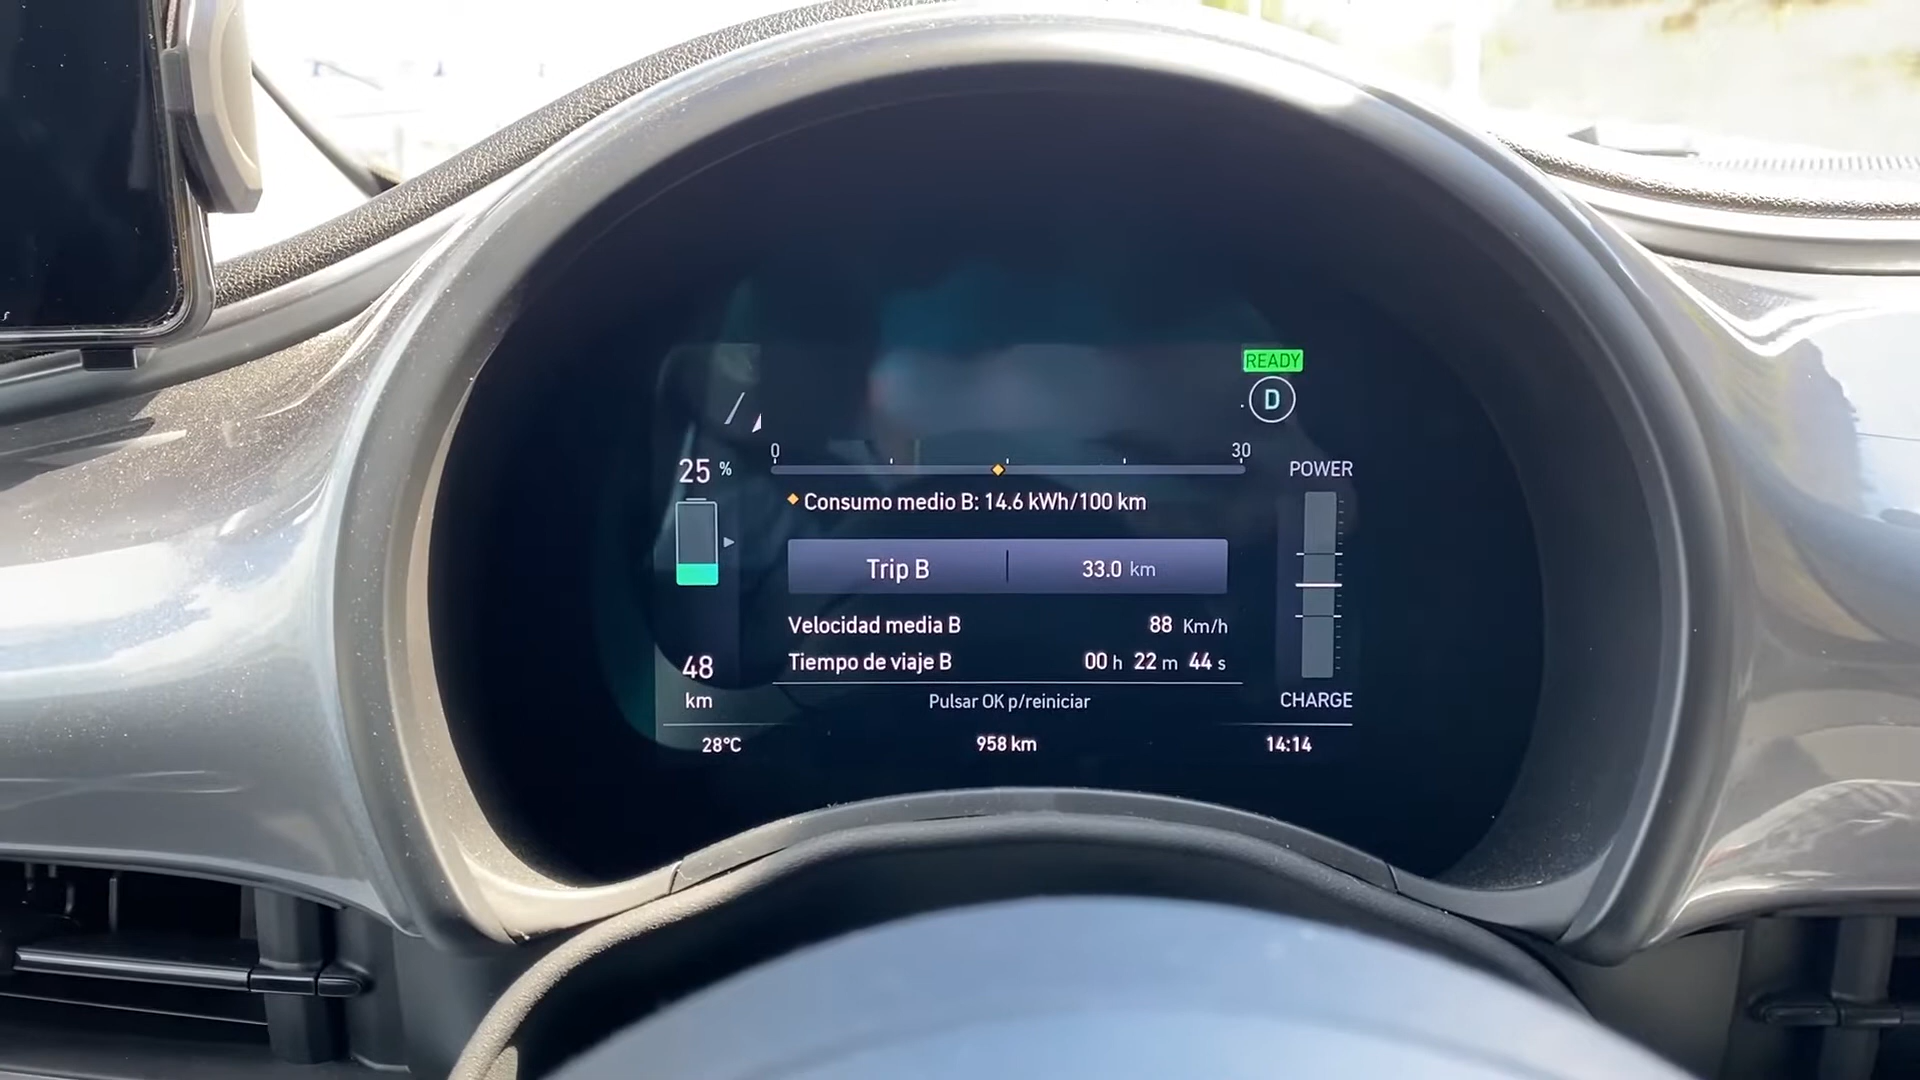 READY
D
0 30
25 %
POWER
Consumo medio B: 14.6 kWh/100 km
Trip B 33.0 km
Velocidad media B 88 Km/h
Tiempo de viaje B 00 h 22 m 44 s
48
km
Pulsar OK p/reiniciar
CHARGE
28°C 958 km 14:14